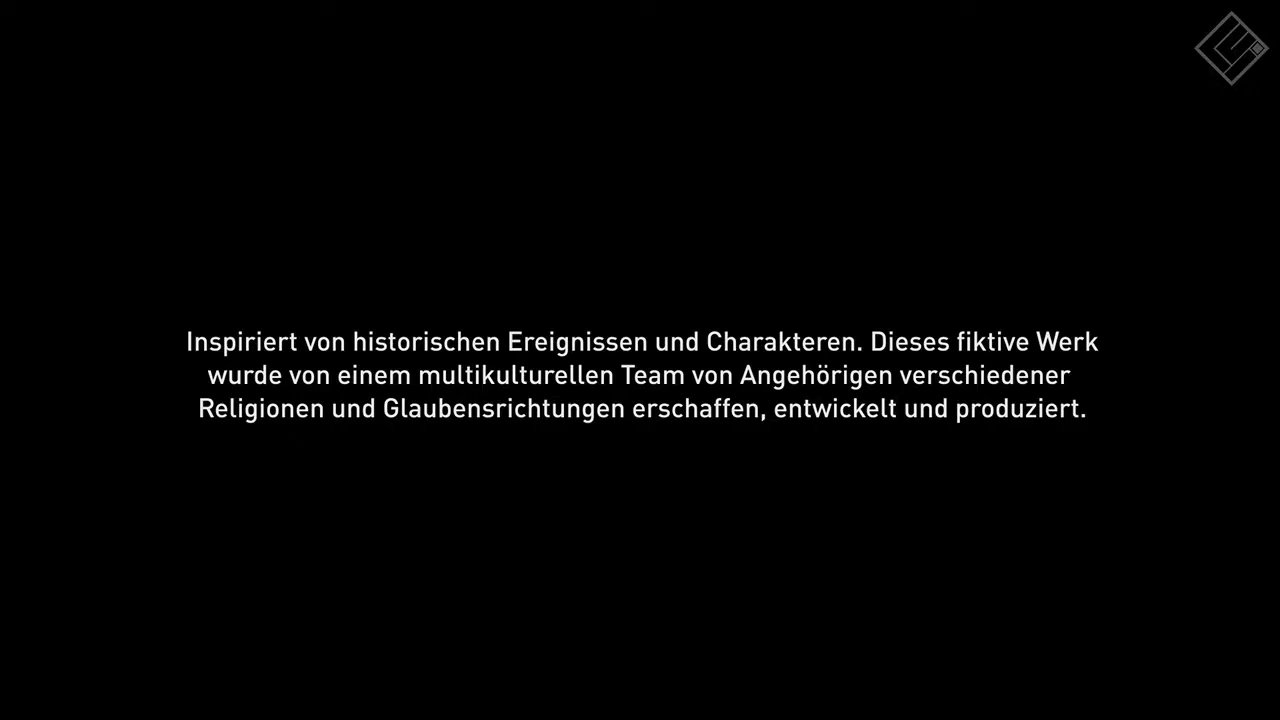 Inspiriert von historischen Ereignissen und Charakteren. Dieses fiktive Werk
wurde von einem multikulturellen Team von Angehörigen verschiedener
Religionen und Glaubensrichtungen erschaffen, entwickelt und produziert.